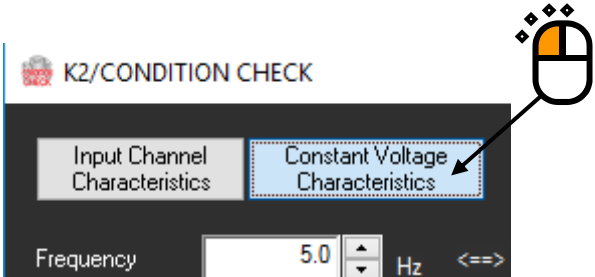 K2/CONDITION CHECK
Input Channel
Characteristics
Constant Voltage
Characteristics
Frequency 5.0 Hz <==>